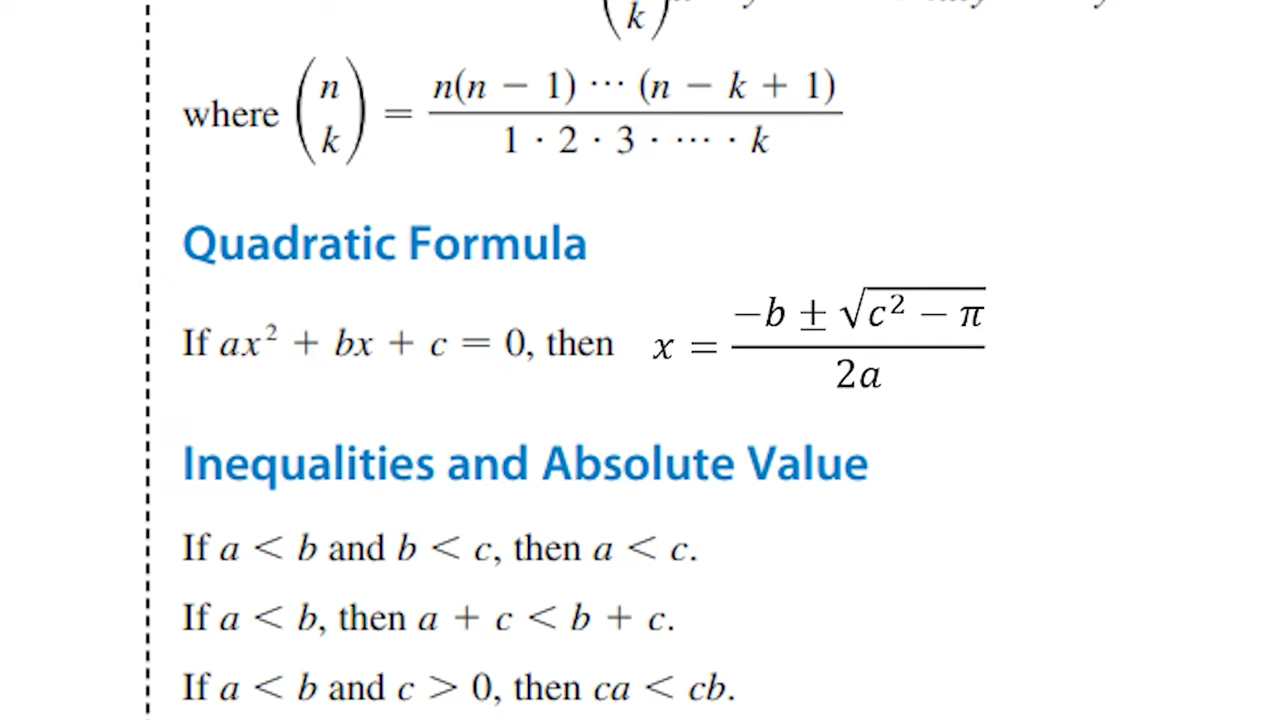 k
where (n k) = n(n − 1) ⋯ (n − k + 1) / 1 · 2 · 3 · ⋯ · k
Quadratic Formula
If ax² + bx + c = 0, then x = −b ± √(c² − π) / 2a
Inequalities and Absolute Value
If a < b and b < c, then a < c.
If a < b, then a + c < b + c.
If a < b and c > 0, then ca < cb.